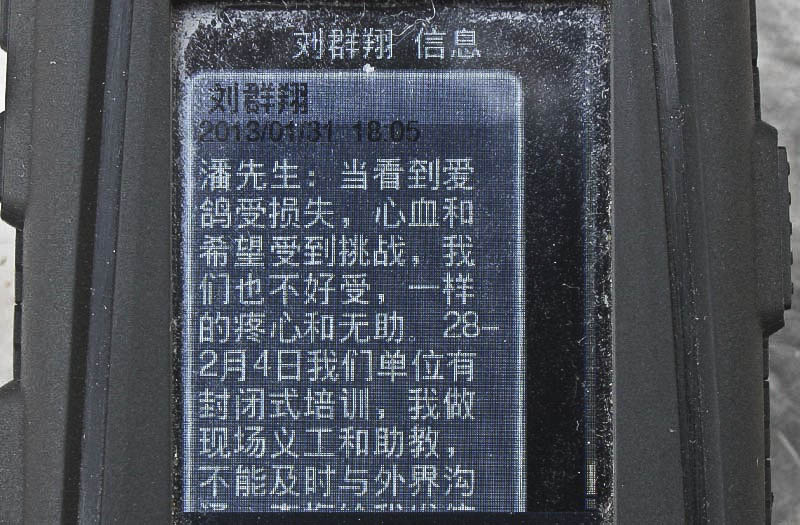 刘群翔 信息
刘群翔
2013/01/31 18:05
潘先生：当看到爱
鸽受损失，心血和
希望受到挑战，我
们也不好受，一样
的疼心和无助。28-
2月4日我们单位有
封闭式培训，我做
现场义工和助教，
不能及时与外界沟